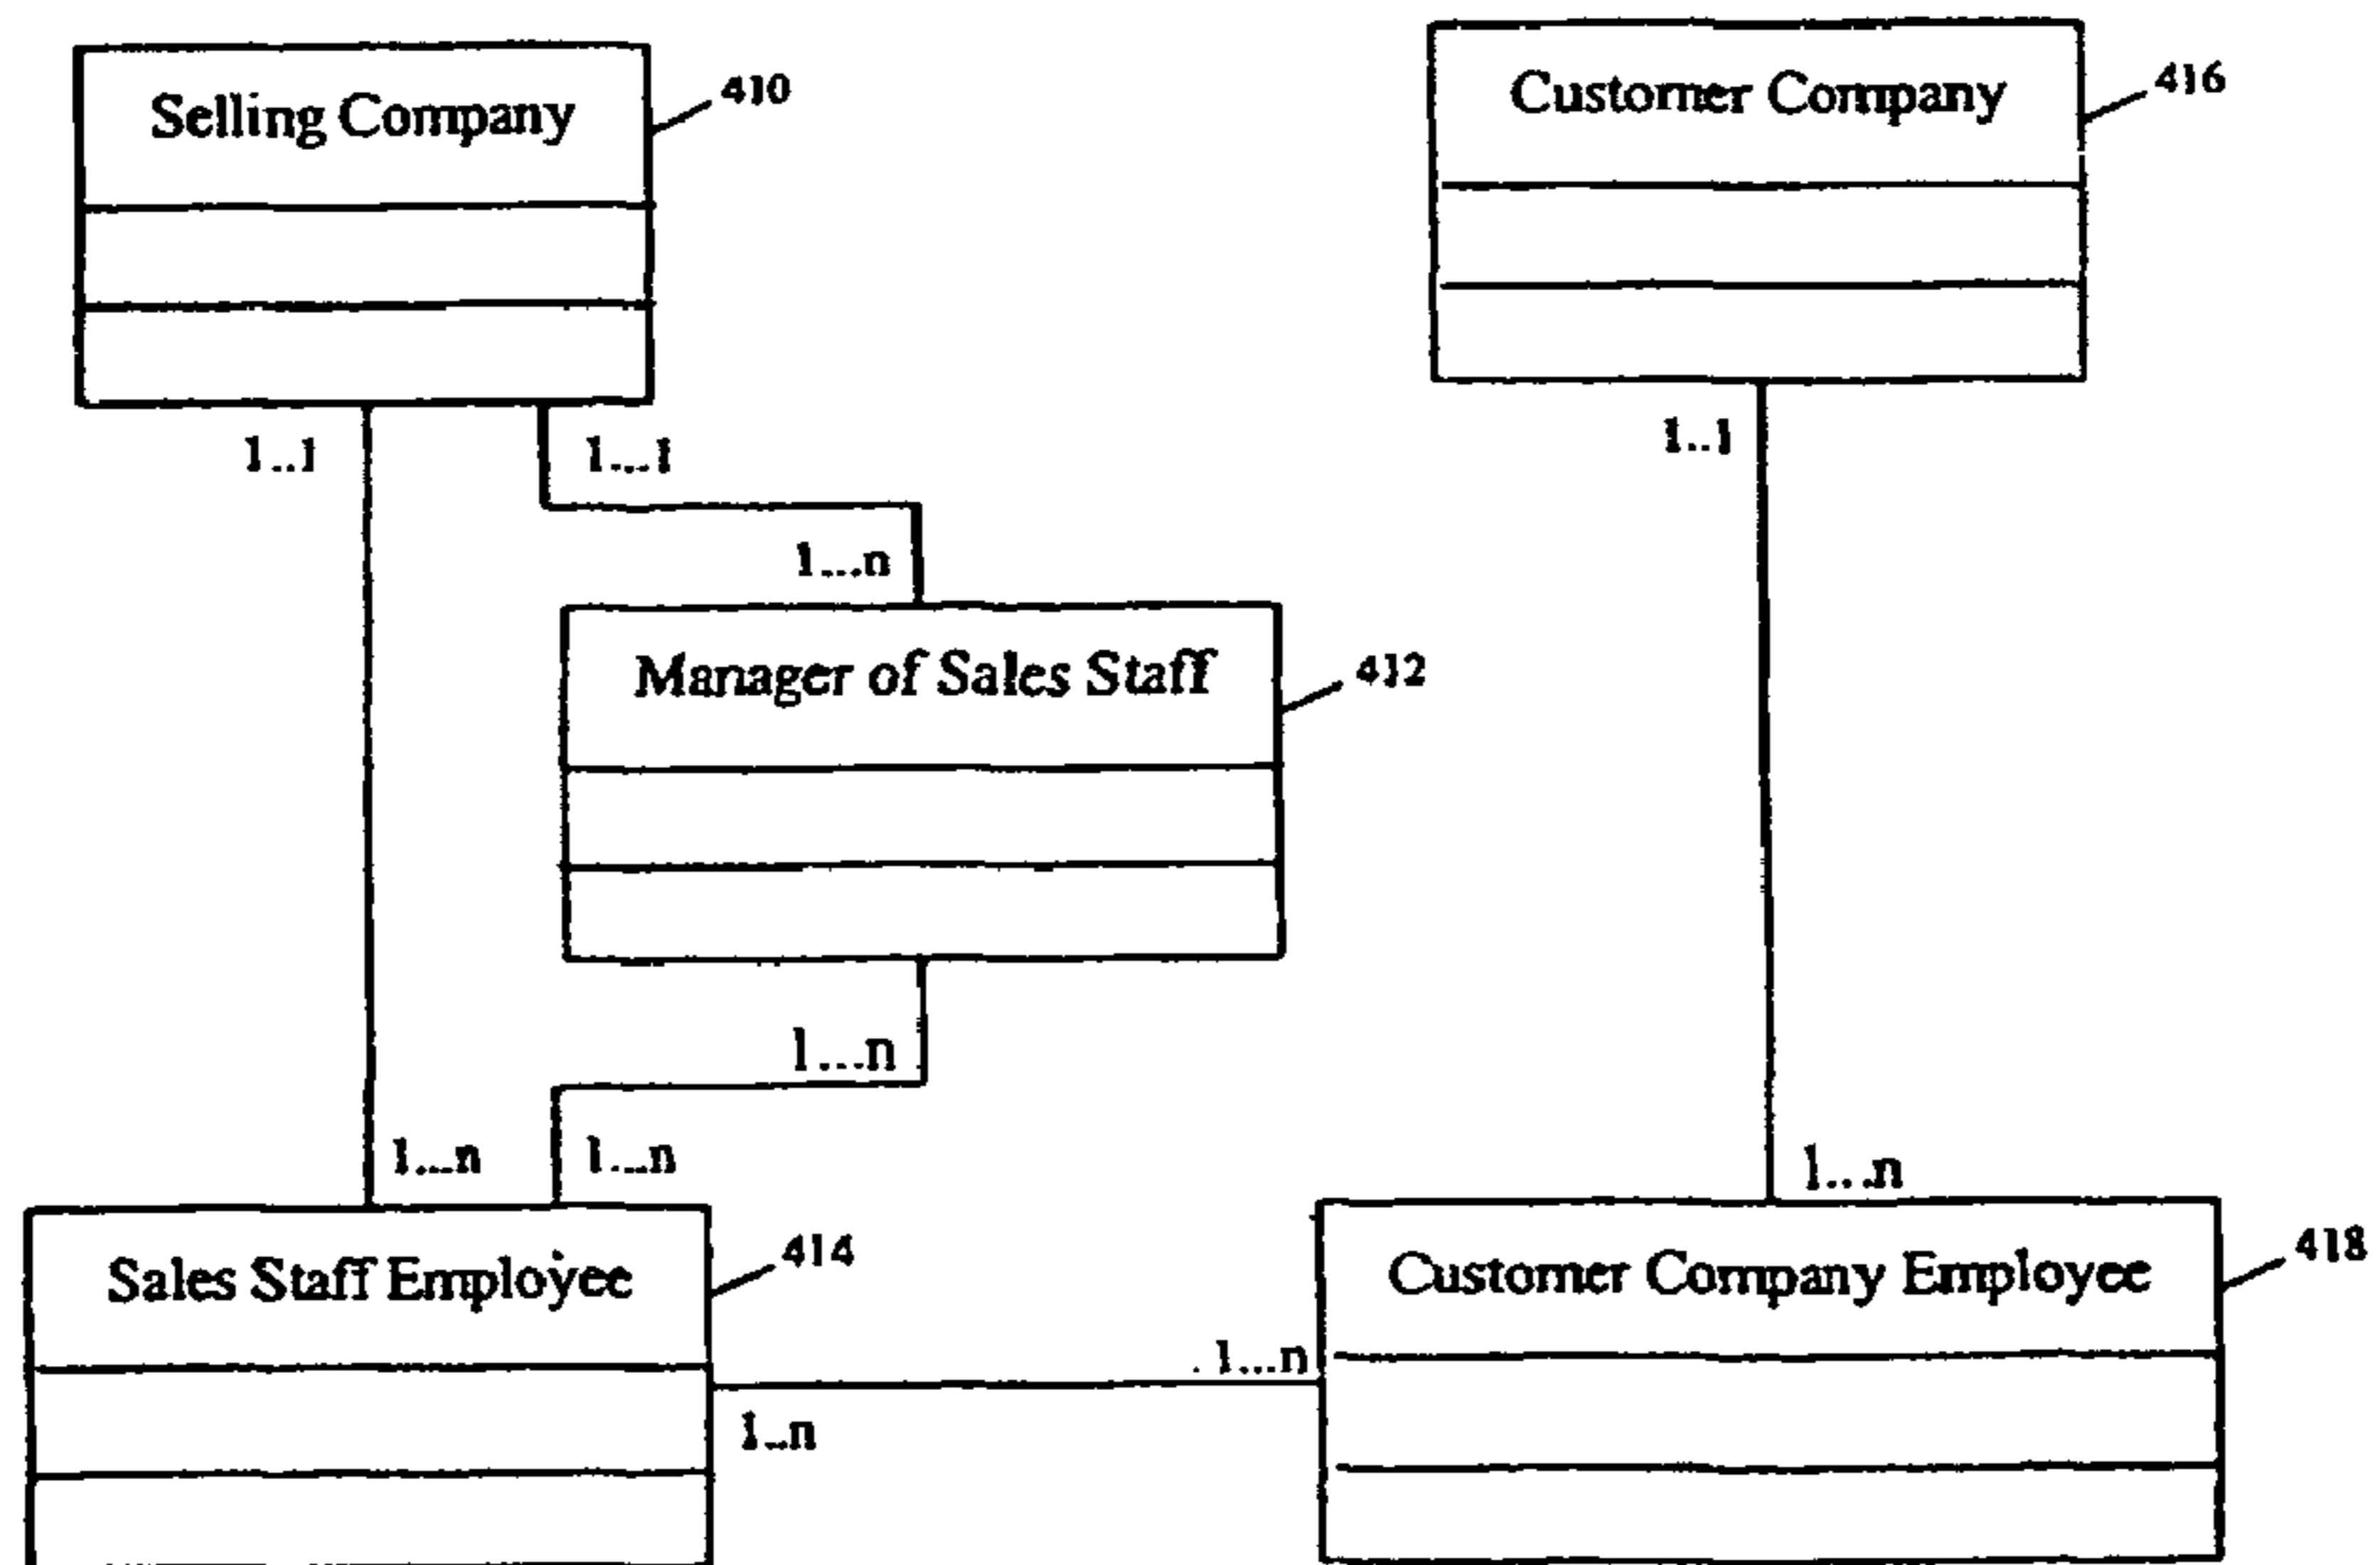 Selling Company
410
Customer Company
416
1..1
1...1
1..1
1...n
Manager of Sales Staff
412
1...n
1...n
1...n
1...n
Sales Staff Employee
414
Customer Company Employee
418
1...n
1..n